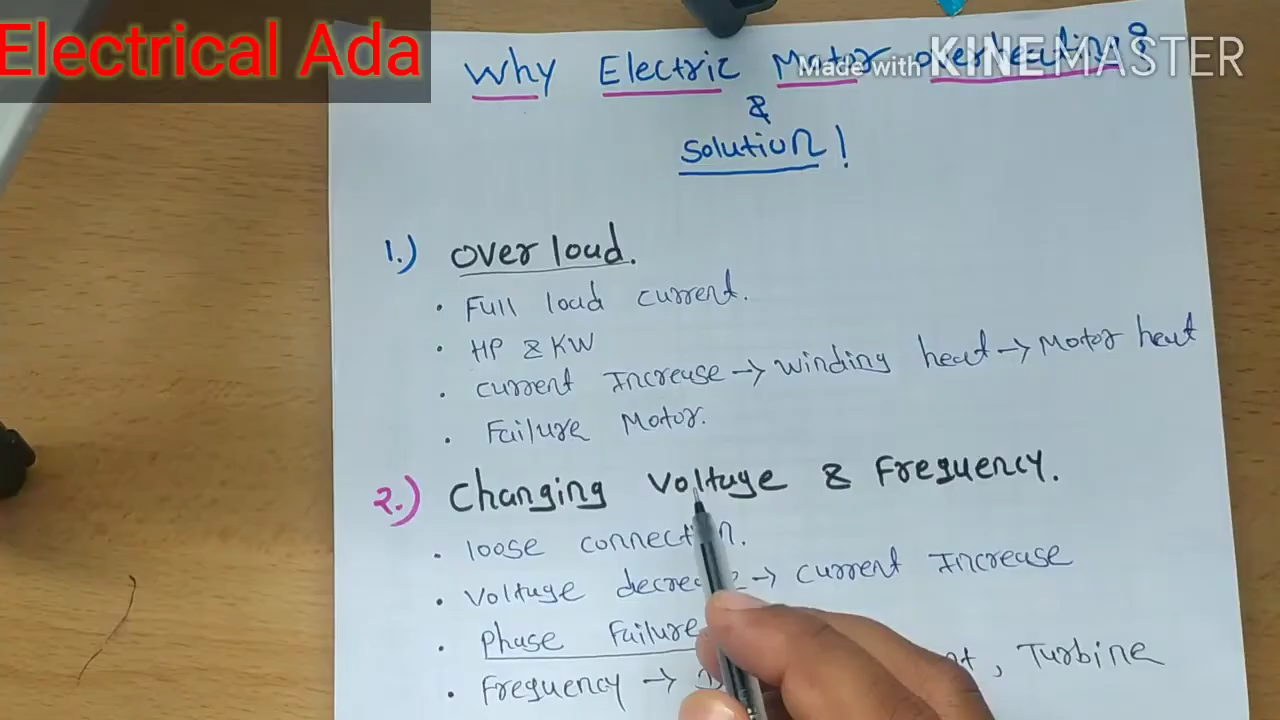 Electrical Ada
Made with KINEMASTER
Why Electric Motor overheating?
&
Solution!
1.) Over load.
• Full load current.
• HP & KW
• current Increase → winding heat → Motor heat
• Failure Motor.
2.) Changing Voltage & Frequency.
• loose connection.
• Voltage decrease → current Increase
• Phase Failure
• Frequency → , Turbine